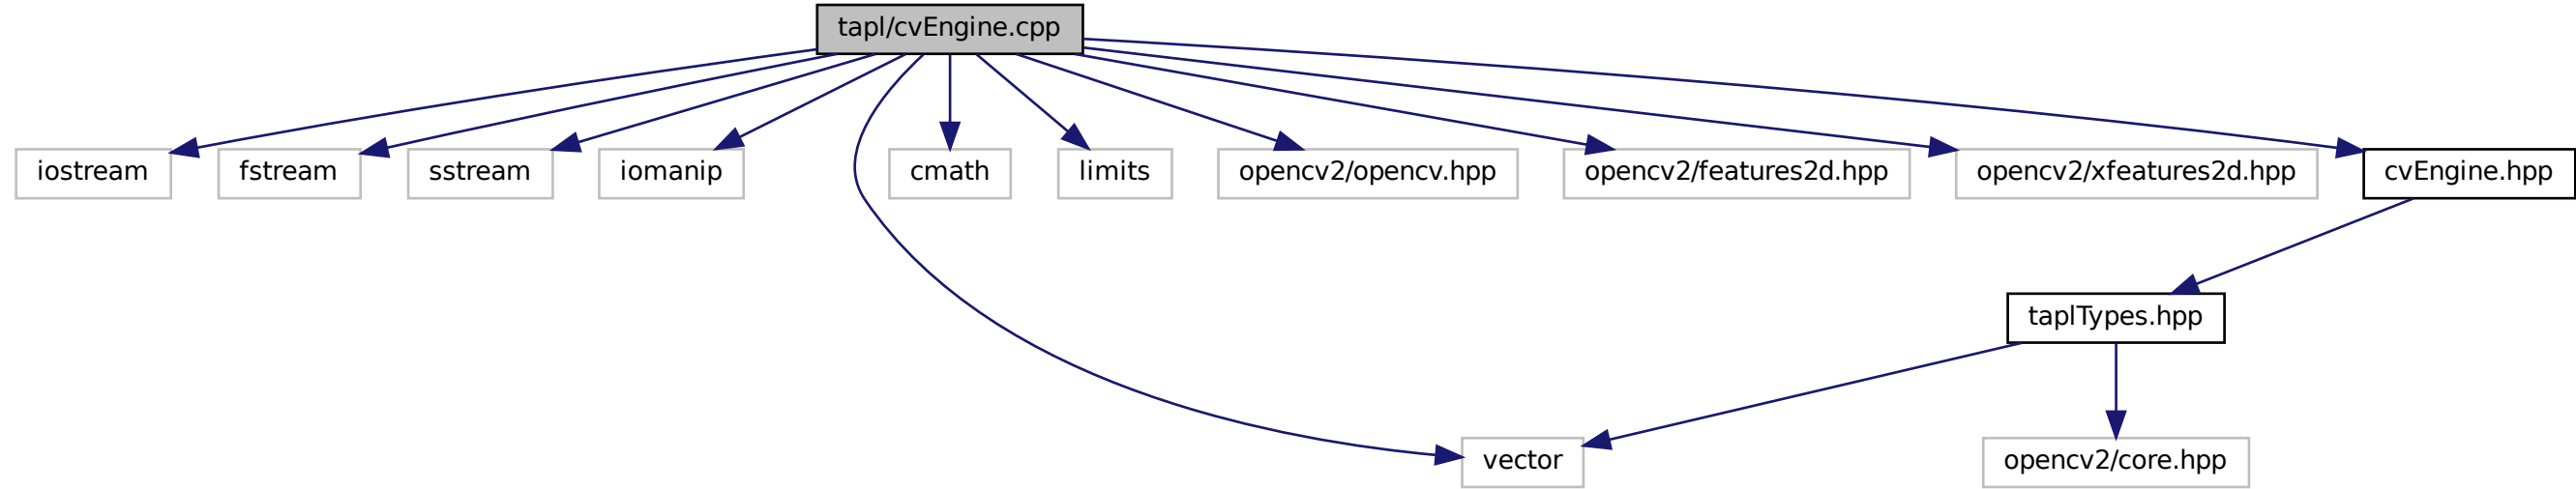 tapl/cvEngine.cpp
iostream
fstream
sstream
iomanip
cmath
limits
opencv2/opencv.hpp
opencv2/features2d.hpp
opencv2/xfeatures2d.hpp
cvEngine.hpp
taplTypes.hpp
vector
opencv2/core.hpp